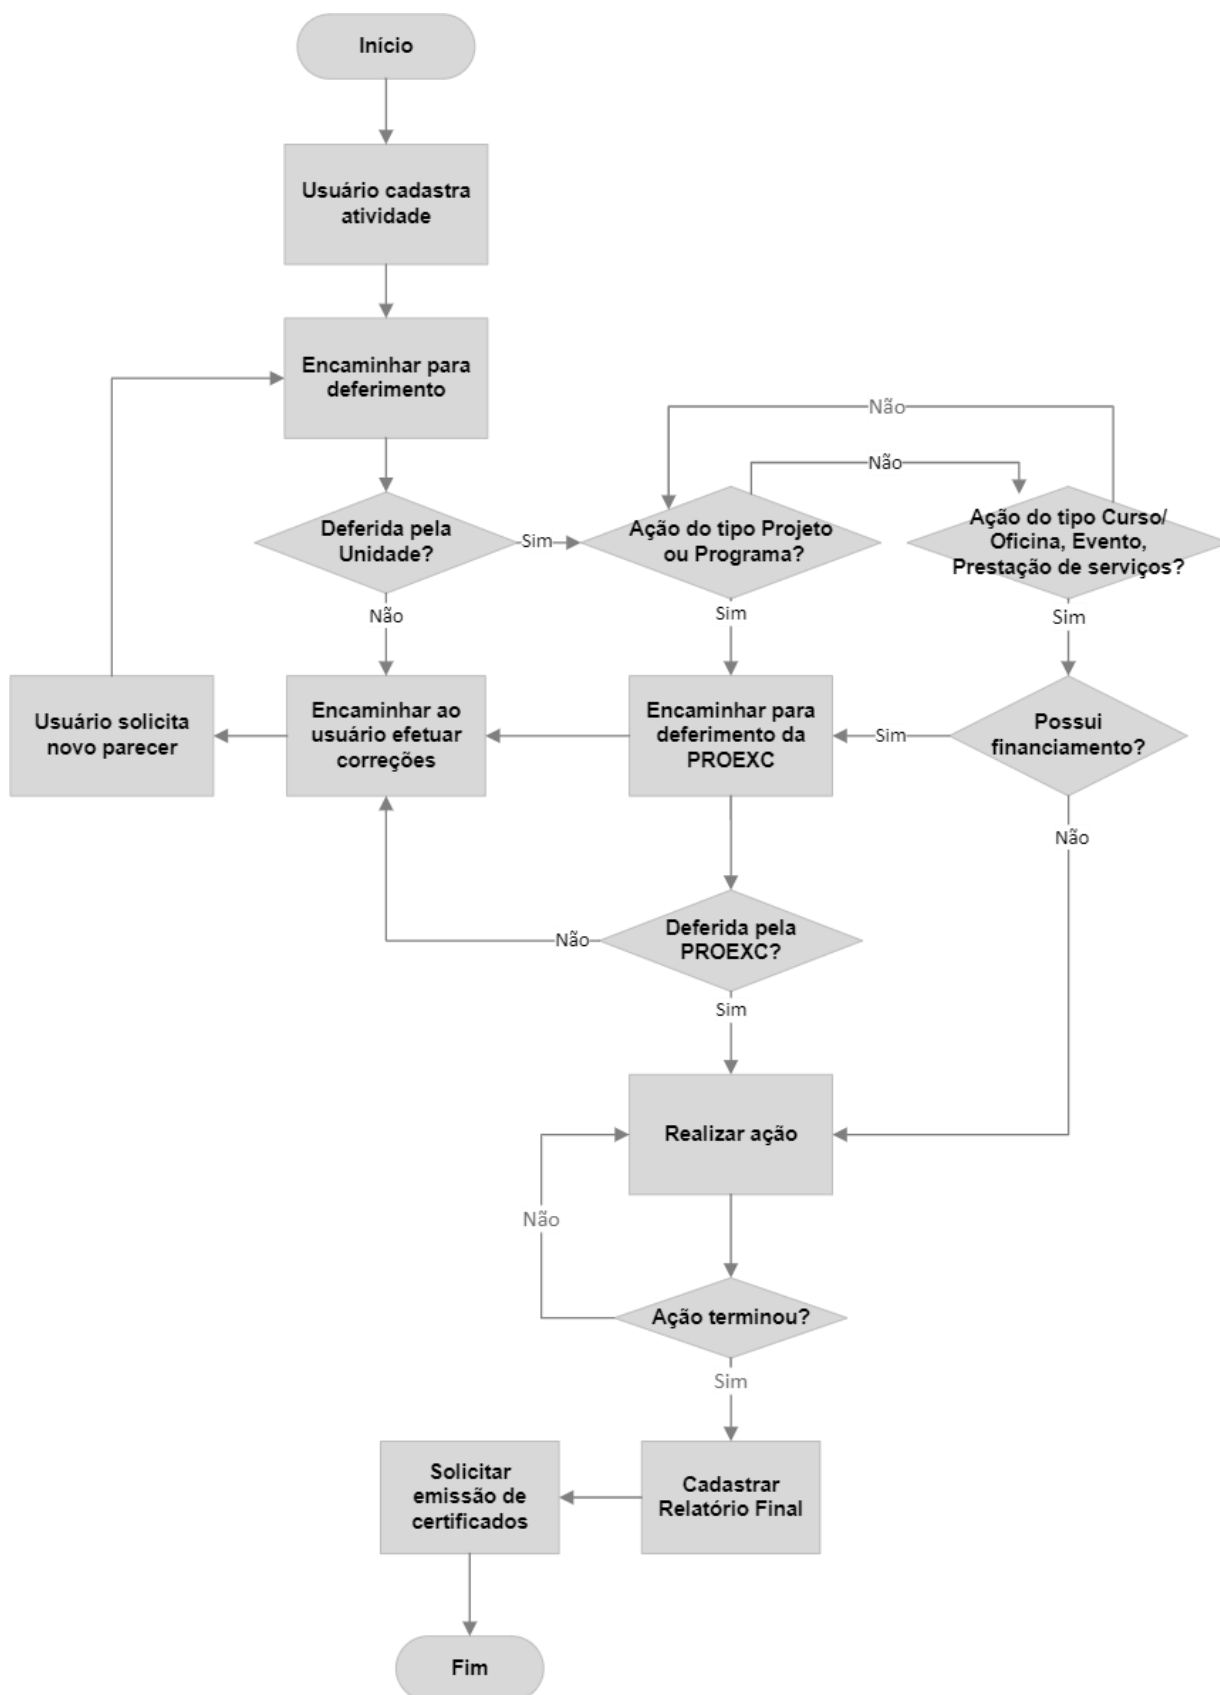 Início
Usuário cadastra
atividade
Encaminhar para
deferimento
Não
Não
Deferida pela
Unidade?
Sim
Ação do tipo Projeto
ou Programa?
Ação do tipo Curso/
Oficina, Evento,
Prestação de serviços?
Não
Sim
Sim
Usuário solicita
novo parecer
Encaminhar ao
usuário efetuar
correções
Encaminhar para
deferimento da
PROEXC
Sim
Possui
financiamento?
Não
Deferida pela
PROEXC?
Não
Sim
Realizar ação
Não
Ação terminou?
Sim
Solicitar
emissão de
certificados
Cadastrar
Relatório Final
Fim